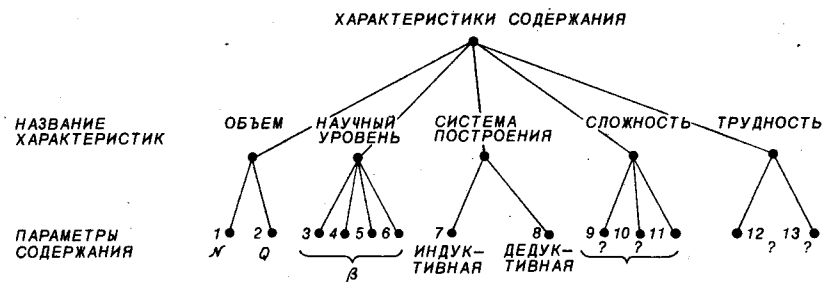 ХАРАКТЕРИСТИКИ СОДЕРЖАНИЯ
НАЗВАНИЕ
ХАРАКТЕРИСТИК
ОБЪЕМ
НАУЧНЫЙ
УРОВЕНЬ
СИСТЕМА
ПОСТРОЕНИЯ
СЛОЖНОСТЬ
ТРУДНОСТЬ
ПАРАМЕТРЫ
СОДЕРЖАНИЯ
1 2 3 4 5 6 7 8 9 10 11 12 13
N Q
β
ИНДУК-
ТИВНАЯ
ДЕДУК-
ТИВНАЯ
? ? ? ?